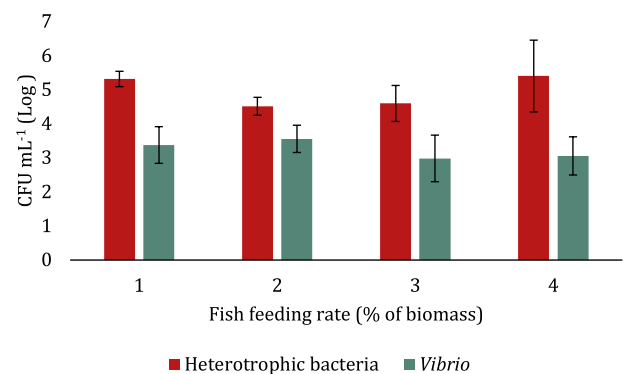 7
6
5
4
3
2
1
0
CFU mL⁻¹ (Log )
1 2 3 4
Fish feeding rate (% of biomass)
Heterotrophic bacteria Vibrio